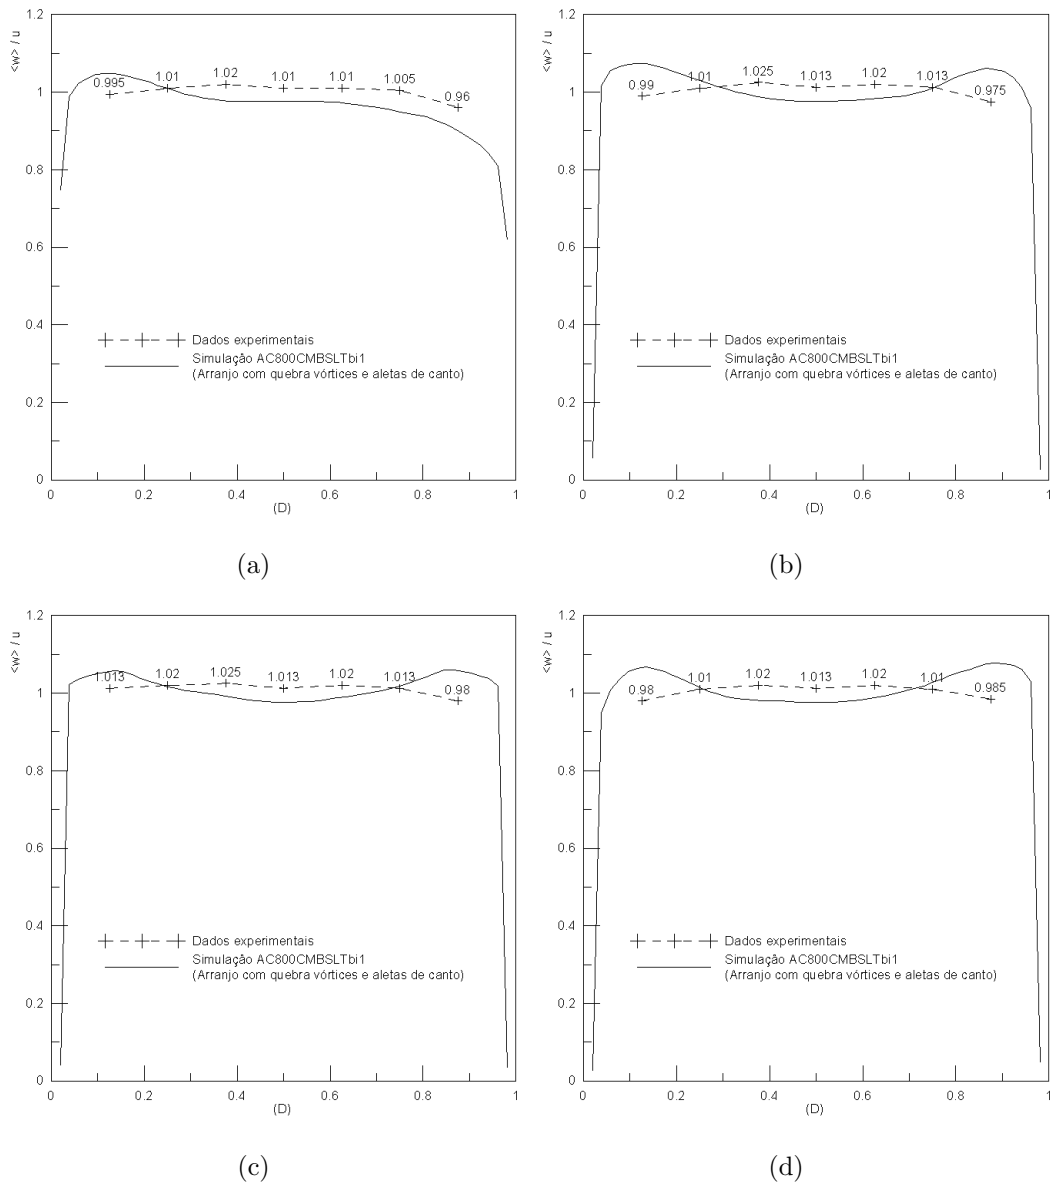 1.2
1
0.8
0.6
0.4
0.2
0
<w> / u
0.995 1.01 1.02 1.01 1.01 1.005 0.96
Dados experimentais
Simulação AC800CMBSLTbi1
(Arranjo com quebra vórtices e aletas de canto)
0 0.2 0.4 0.6 0.8 1
(D)
(a)
1.2
1
0.8
0.6
0.4
0.2
0
<w> / u
0.99 1.01 1.025 1.013 1.02 1.013 0.975
Dados experimentais
Simulação AC800CMBSLTbi1
(Arranjo com quebra vórtices e aletas de canto)
0 0.2 0.4 0.6 0.8 1
(D)
(b)
1.2
1
0.8
0.6
0.4
0.2
0
<w> / u
1.013 1.02 1.025 1.013 1.02 1.013 0.98
Dados experimentais
Simulação AC800CMBSLTbi1
(Arranjo com quebra vórtices e aletas de canto)
0 0.2 0.4 0.6 0.8 1
(D)
(c)
1.2
1
0.8
0.6
0.4
0.2
0
<w> / u
0.98 1.01 1.02 1.013 1.02 1.01 0.985
Dados experimentais
Simulação AC800CMBSLTbi1
(Arranjo com quebra vórtices e aletas de canto)
0 0.2 0.4 0.6 0.8 1
(D)
(d)